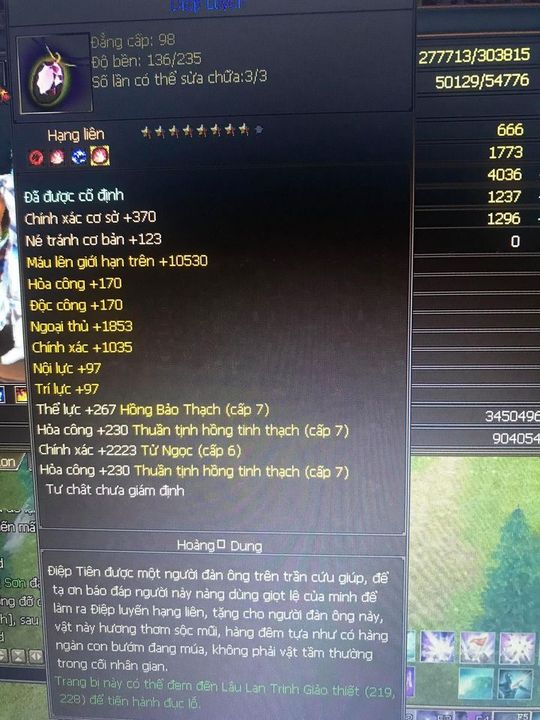 Đẳng cấp: 98
Độ bền: 136/235
Số lần có thể sửa chữa:3/3
Hạng liên
Đã được cố định
Chính xác cơ sở +370
Né tránh cơ bản +123
Máu lên giới hạn trên +10530
Hỏa công +170
Độc công +170
Ngoại thủ +1853
Chính xác +1035
Nội lực +97
Trí lực +97
Thể lực +267 Hồng Bảo Thạch (cấp 7)
Hỏa công +230 Thuần tịnh hồng tinh thạch (cấp 7)
Chính xác +2223 Tử Ngọc (cấp 6)
Hỏa công +230 Thuần tịnh hồng tinh thạch (cấp 7)
Tư chất chưa giám định
Hoàng Dung
Điệp Tiên được một người đàn ông trên trần cứu giúp, để
tạ ơn báo đáp người này nàng dùng giọt lệ của mình để
làm ra Điệp luyến hạng liên, tặng cho người đàn ông này,
vật này hương thơm sộc mũi, hàng đêm tựa như có hàng
ngàn con bướm đang múa, không phải vật tầm thường
trong cõi nhân gian.
Trang bị này có thể đem đến Lâu Lan Trinh Giảo thiết (219,
228) để tiến hành đục lỗ.
277713/303815
50129/54776
666
1773
4036
1237
1296
0
3450496
904054
Sơn
sau
F5